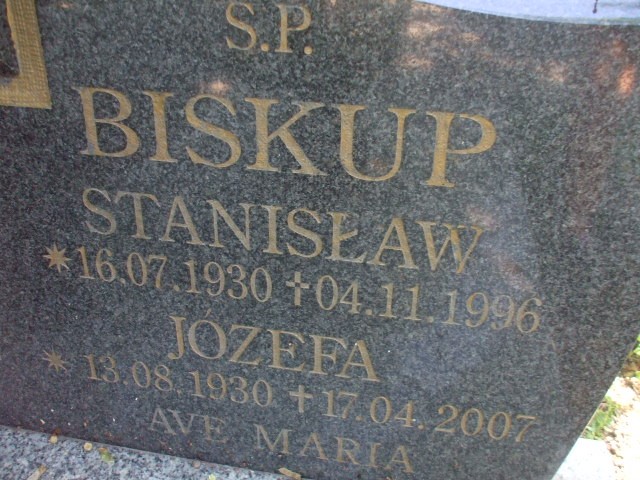 S.P.
BISKUP
STANISŁAW
*16.07.1930 †04.11.1996
JÓZEFA
* 13.08.1930 †17.04.2007
AVE MARIA